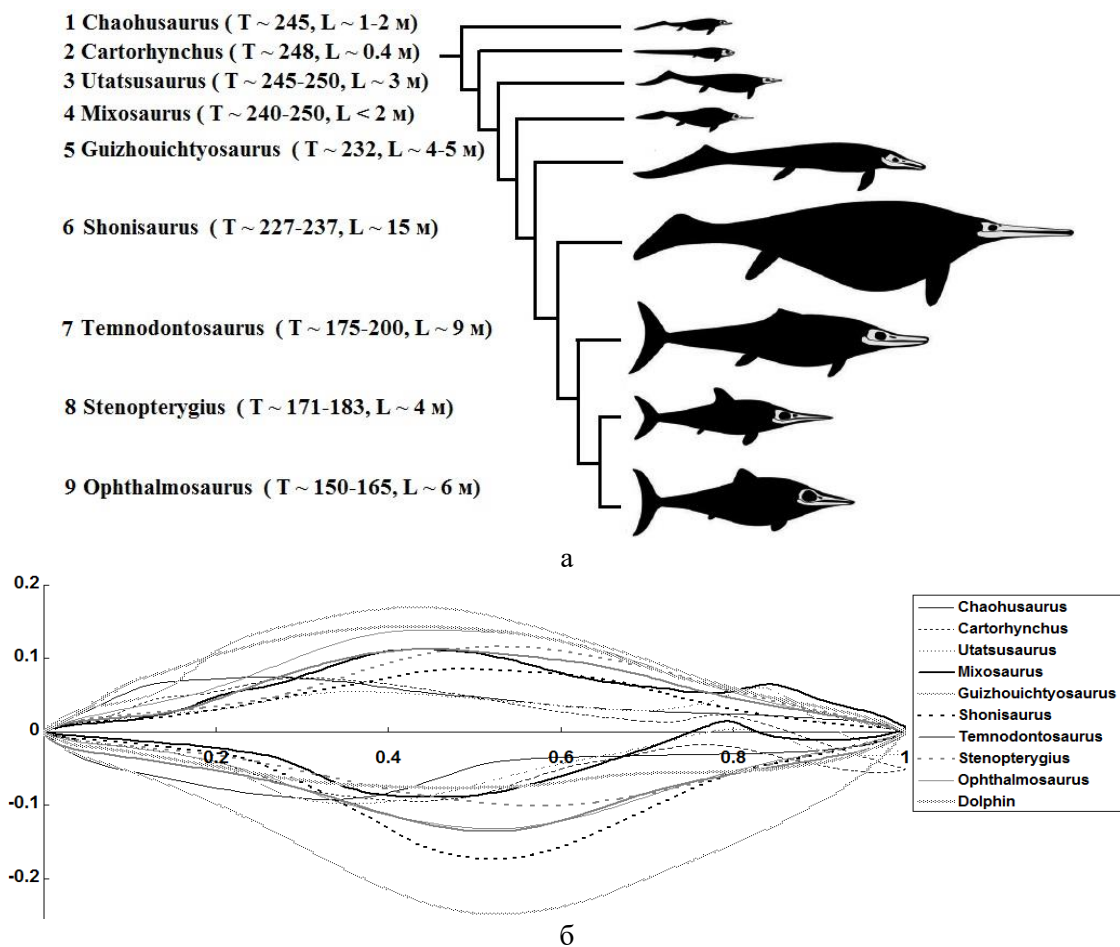 1 Chaohusaurus ( T ~ 245, L ~ 1-2 м)
2 Cartorhynchus ( T ~ 248, L ~ 0.4 м)
3 Utatsusaurus ( T ~ 245-250, L ~ 3 м)
4 Mixosaurus ( T ~ 240-250, L < 2 м)
5 Guizhouichtyosaurus ( T ~ 232, L ~ 4-5 м)
6 Shonisaurus ( T ~ 227-237, L ~ 15 м)
7 Temnodontosaurus ( T ~ 175-200, L ~ 9 м)
8 Stenopterygius ( T ~ 171-183, L ~ 4 м)
9 Ophthalmosaurus ( T ~ 150-165, L ~ 6 м)
а
0.2
0.1
0
-0.1
-0.2
0.2 0.4 0.6 0.8 1
Chaohusaurus
Cartorhynchus
Utatsusaurus
Mixosaurus
Guizhouichtyosaurus
Shonisaurus
Temnodontosaurus
Stenopterygius
Ophthalmosaurus
Dolphin
б